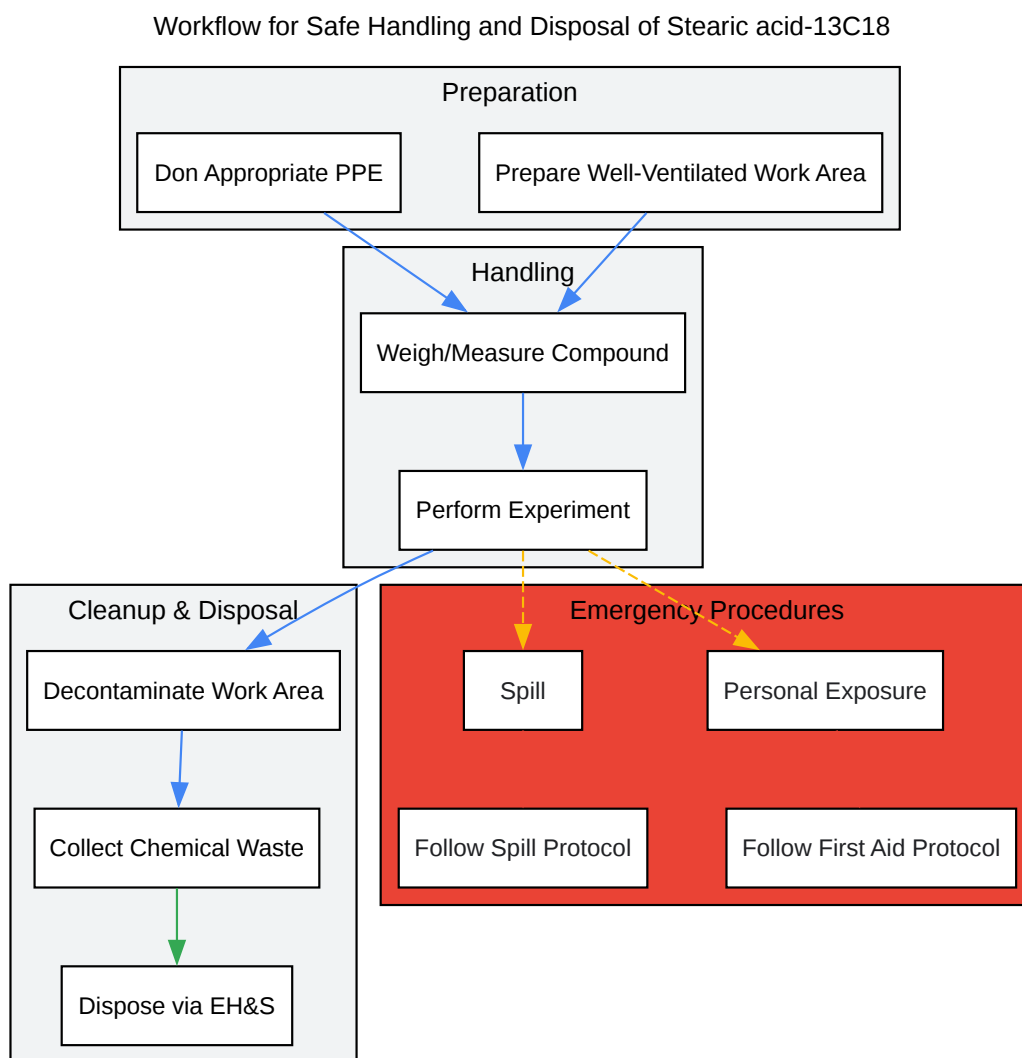 Workflow for Safe Handling and Disposal of Stearic acid-13C18
Preparation
Don Appropriate PPE
Prepare Well-Ventilated Work Area
Handling
Weigh/Measure Compound
Perform Experiment
Cleanup & Disposal
Decontaminate Work Area
Collect Chemical Waste
Dispose via EH&S
Emergency Procedures
Spill
Personal Exposure
Follow Spill Protocol
Follow First Aid Protocol